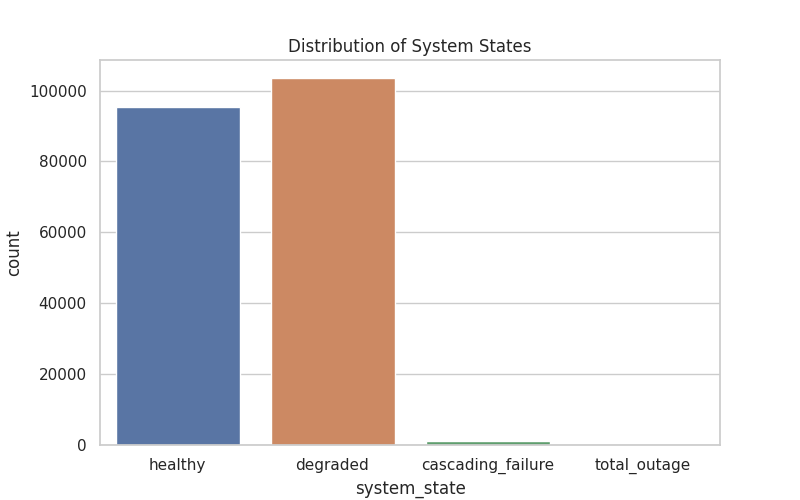 Distribution of System States
100000
80000
60000
40000
20000
0
count
healthy
degraded
cascading_failure
total_outage
system_state